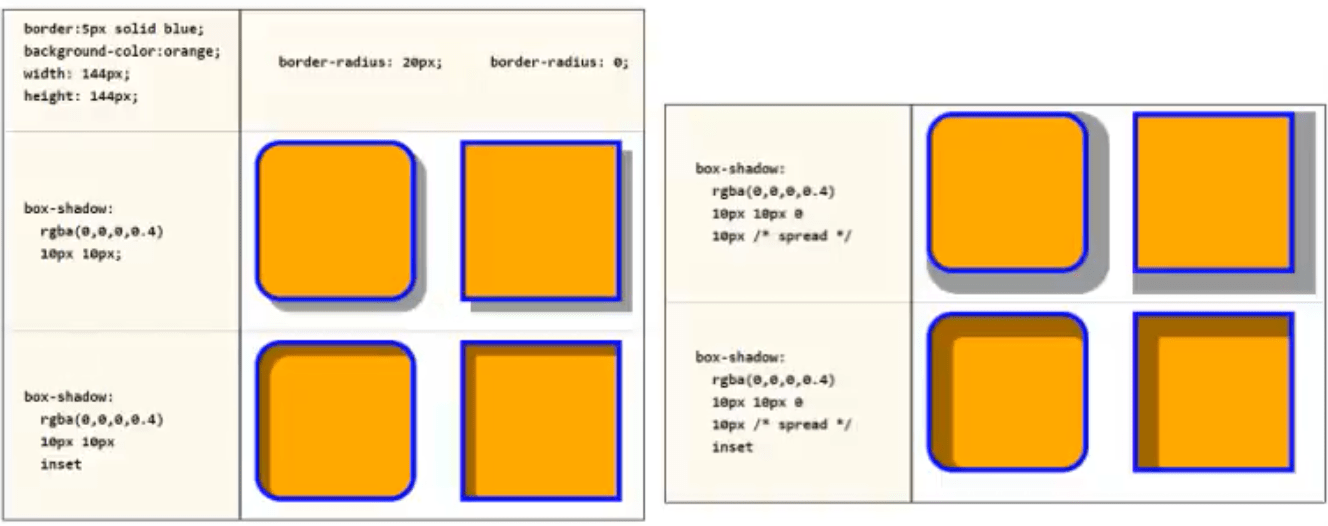 border:5px solid blue;
background-color:orange;
width: 144px;
height: 144px;
border-radius: 20px;
border-radius: 0;
box-shadow:
rgba(0,0,0,0.4)
10px 10px;
box-shadow:
rgba(0,0,0,0.4)
10px 10px
inset
box-shadow:
rgba(0,0,0,0.4)
10px 10px 0
10px /* spread */
box-shadow:
rgba(0,0,0,0.4)
10px 10px 0
10px /* spread */
inset